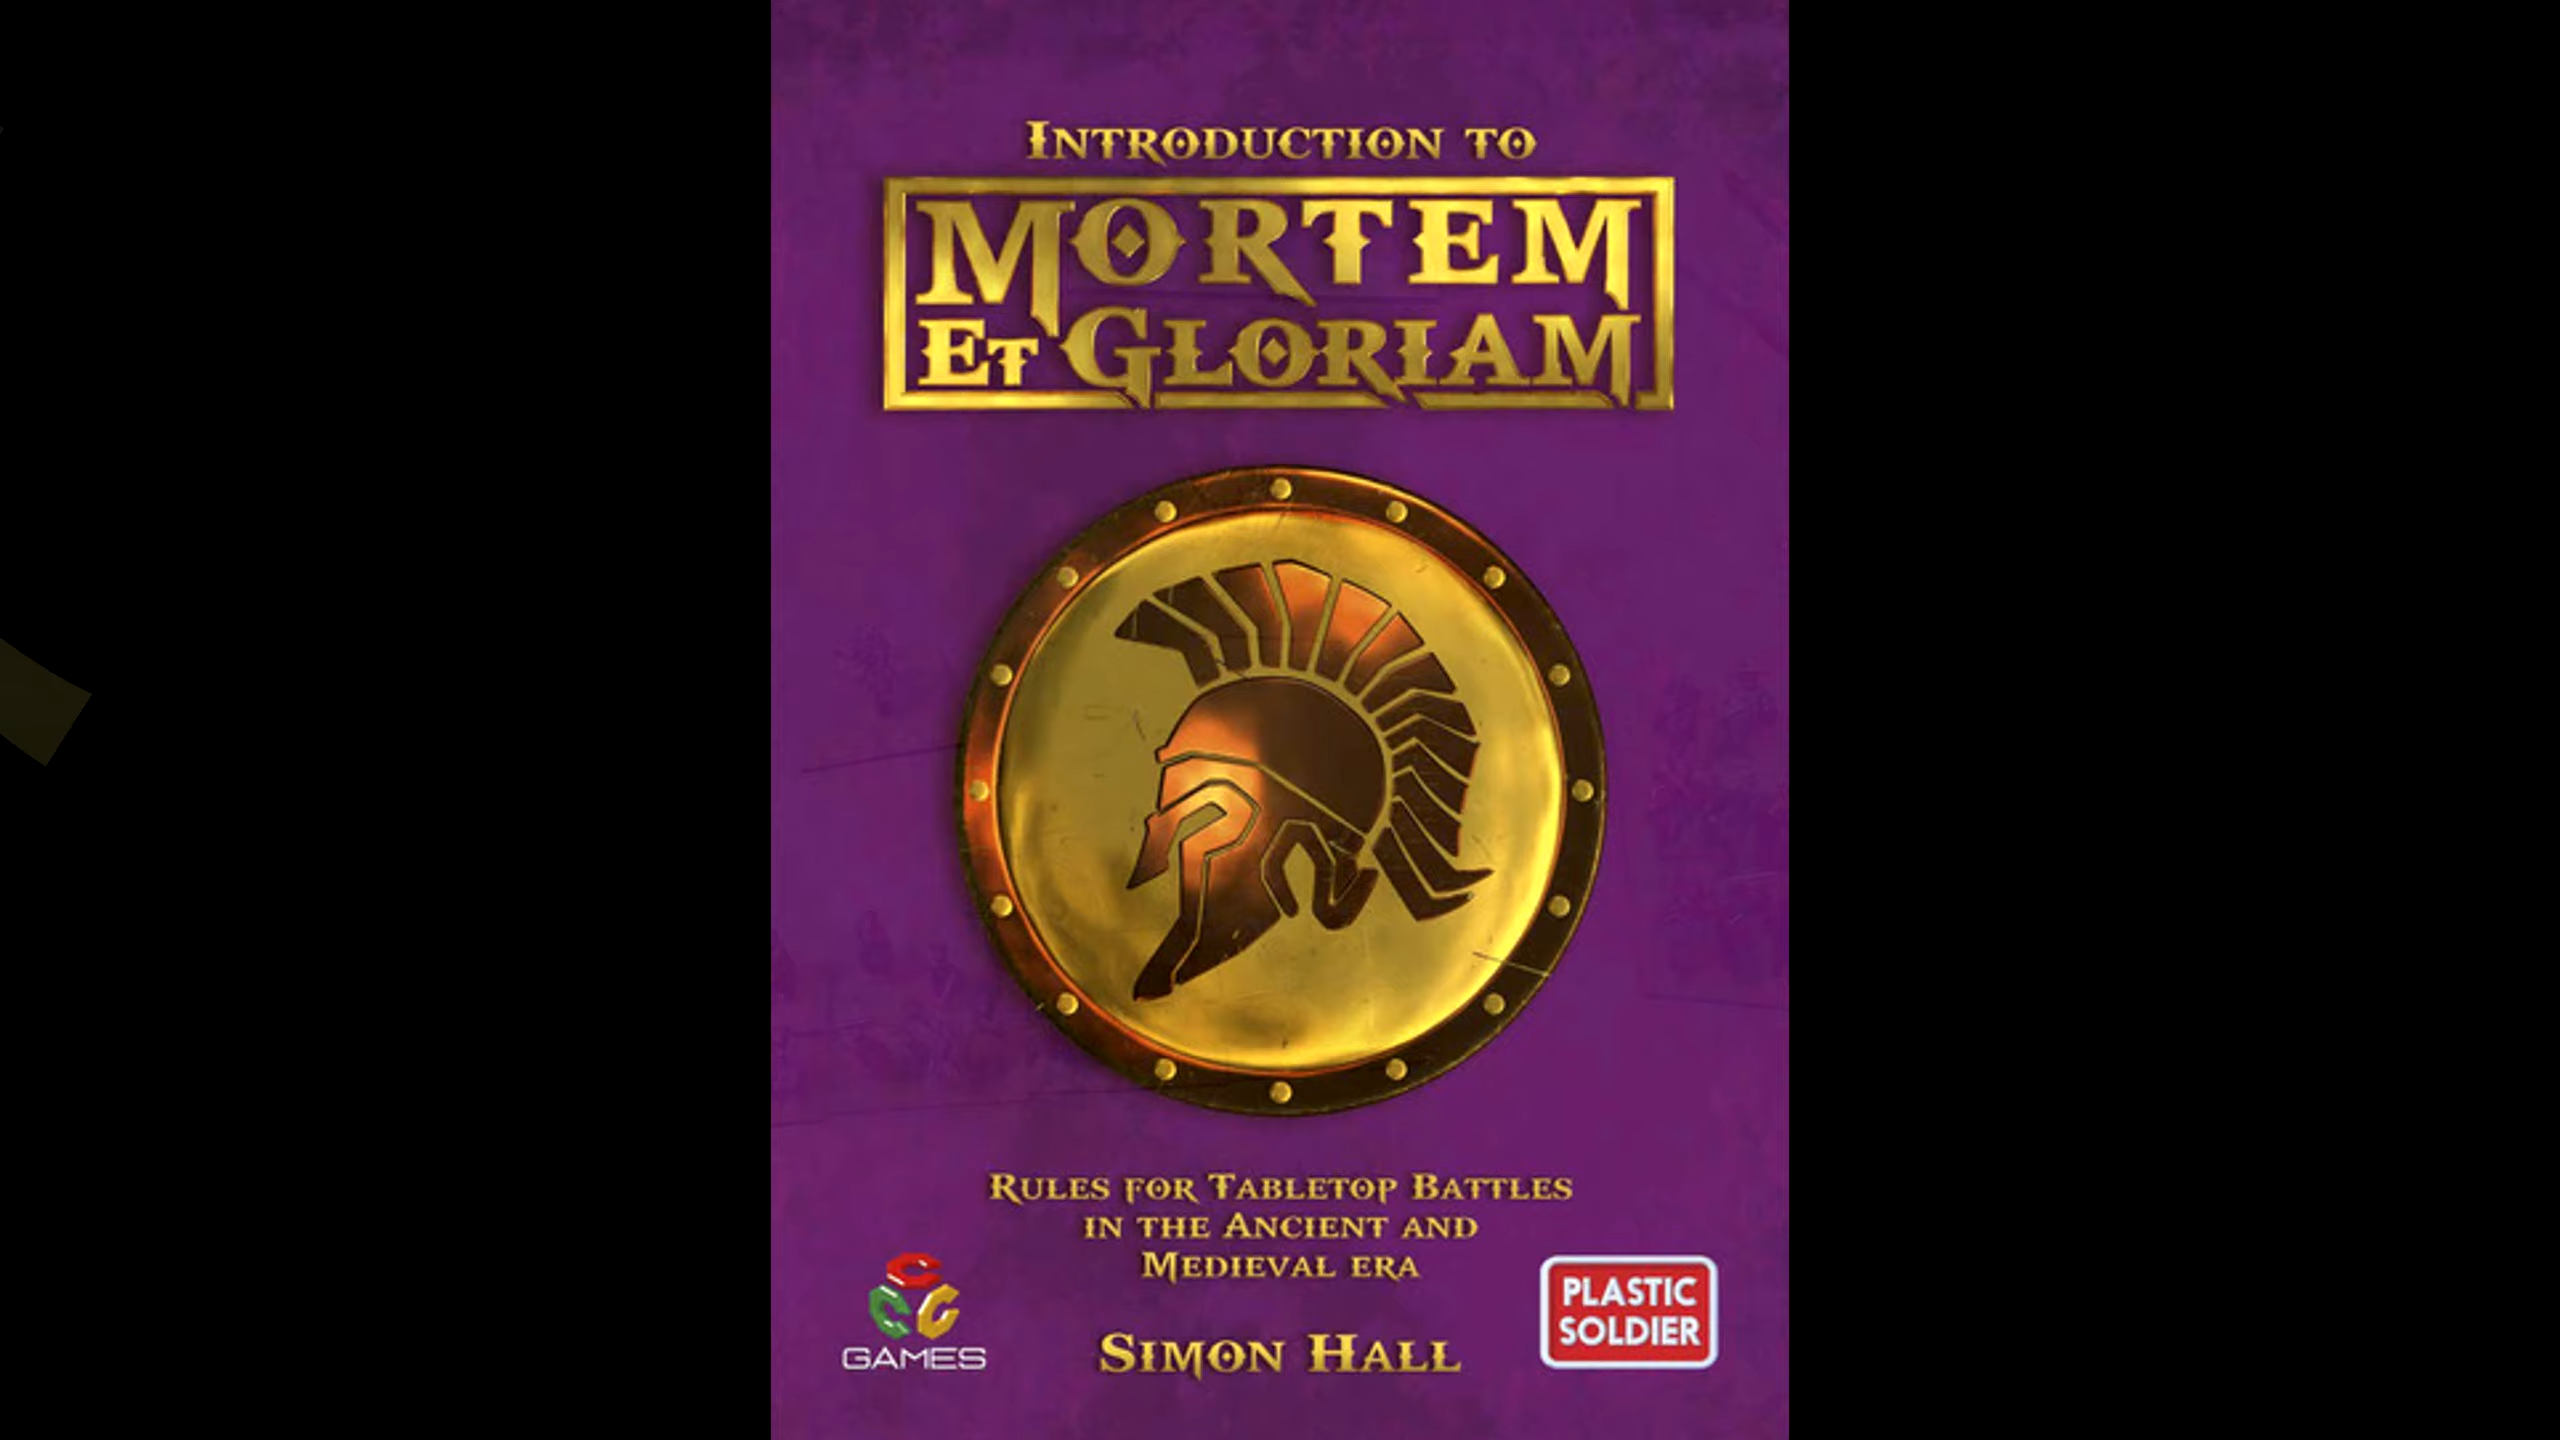 Introduction to
Mortem
Et Gloriam
Rules for Tabletop Battles
in the Ancient and
Medieval era
CCC
GAMES
Simon Hall
PLASTIC
SOLDIER